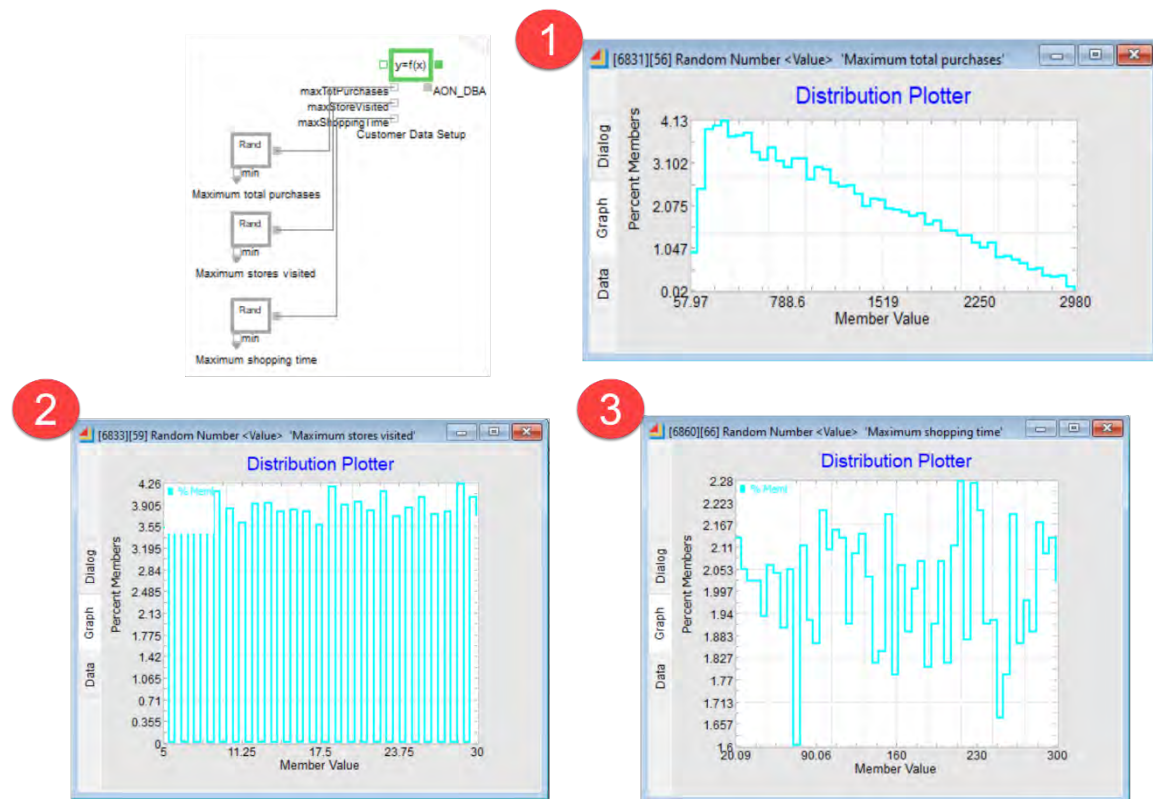 y=f(x)
maxTotPurchases
AON_DBA
maxStoreVisited
maxShoppingTime
Customer Data Setup
Rand
min
Maximum total purchases
Rand
min
Maximum stores visited
Rand
min
Maximum shopping time
1
[6831][56] Random Number <Value> 'Maximum total purchases'
Distribution Plotter
Dialog
Graph
Data
Percent Members
4.13
3.102
2.075
1.047
0.02
57.97 788.6 1519 2250 2980
Member Value
2
[6833][59] Random Number <Value> 'Maximum stores visited'
Distribution Plotter
Dialog
Graph
Data
Percent Members
% Meml
4.26
3.905
3.55
3.195
2.84
2.485
2.13
1.775
1.42
1.065
0.71
0.355
0
5 11.25 17.5 23.75 30
Member Value
3
[6860][66] Random Number <Value> 'Maximum shopping time'
Distribution Plotter
Dialog
Graph
Data
Percent Members
% Meml
2.28
2.223
2.167
2.11
2.053
1.997
1.94
1.883
1.827
1.77
1.713
1.657
1.6
20.09 90.06 160 230 300
Member Value